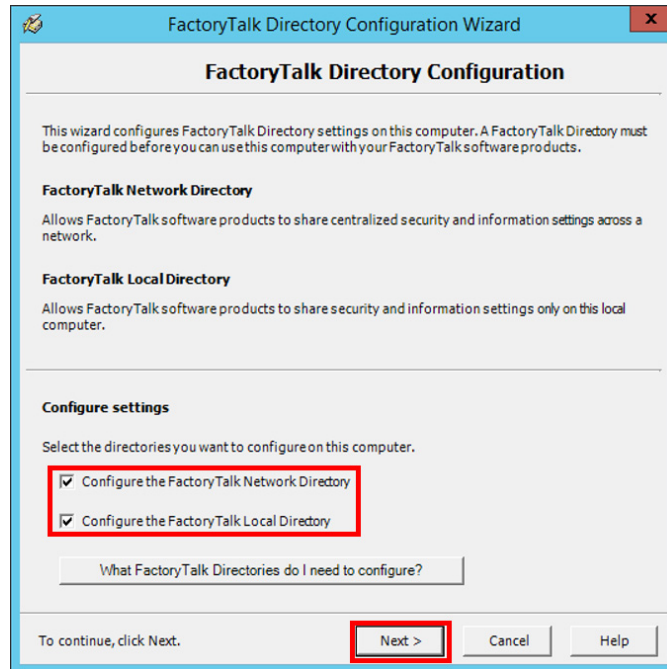 FactoryTalk Directory Configuration Wizard
x
FactoryTalk Directory Configuration
This wizard configures FactoryTalk Directory settings on this computer. A FactoryTalk Directory must
be configured before you can use this computer with your FactoryTalk software products.
FactoryTalk Network Directory
Allows FactoryTalk software products to share centralized security and information settings across a
network.
FactoryTalk Local Directory
Allows FactoryTalk software products to share security and information settings only on this local
computer.
Configure settings
Select the directories you want to configure on this computer.
Configure the FactoryTalk Network Directory
Configure the FactoryTalk Local Directory
What FactoryTalk Directories do I need to configure?
To continue, click Next.
Next >
Cancel
Help